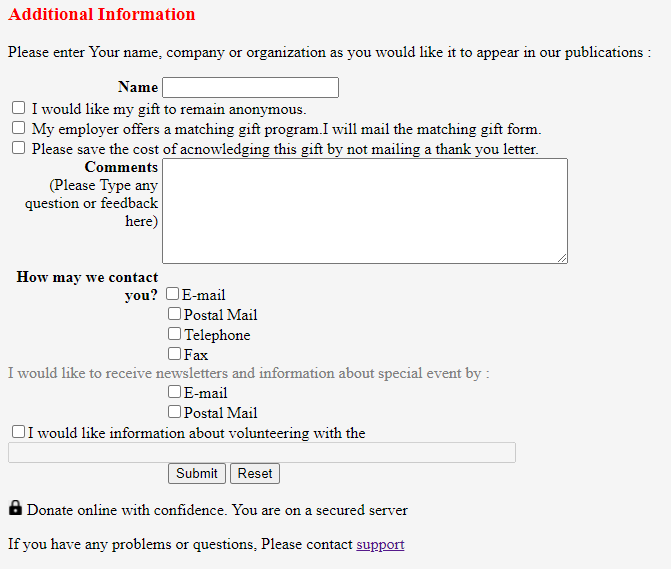 Additional Information
Please enter Your name, company or organization as you would like it to appear in our publications :
Name
I would like my gift to remain anonymous.
My employer offers a matching gift program.I will mail the matching gift form.
Please save the cost of acnowledging this gift by not mailing a thank you letter.
Comments
(Please Type any
question or feedback
here)
How may we contact
you? E-mail
Postal Mail
Telephone
Fax
I would like to receive newsletters and information about special event by :
E-mail
Postal Mail
I would like information about volunteering with the
Submit Reset
Donate online with confidence. You are on a secured server
If you have any problems or questions, Please contact support